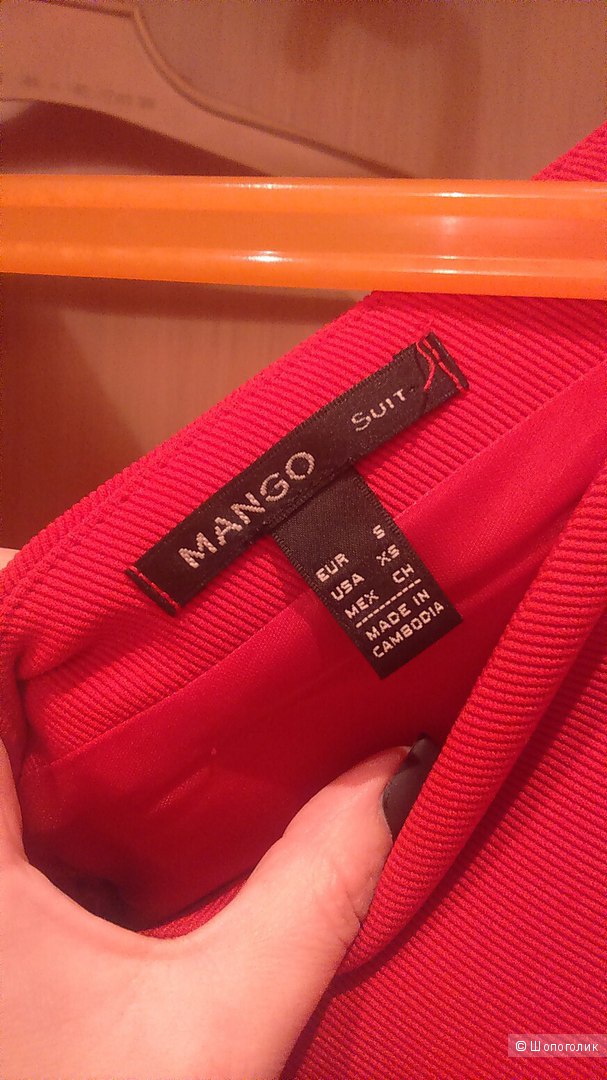 MANGO SUIT
EUR S
USA XS
MEX CH
MADE IN
CAMBODIA
© Шопоголик